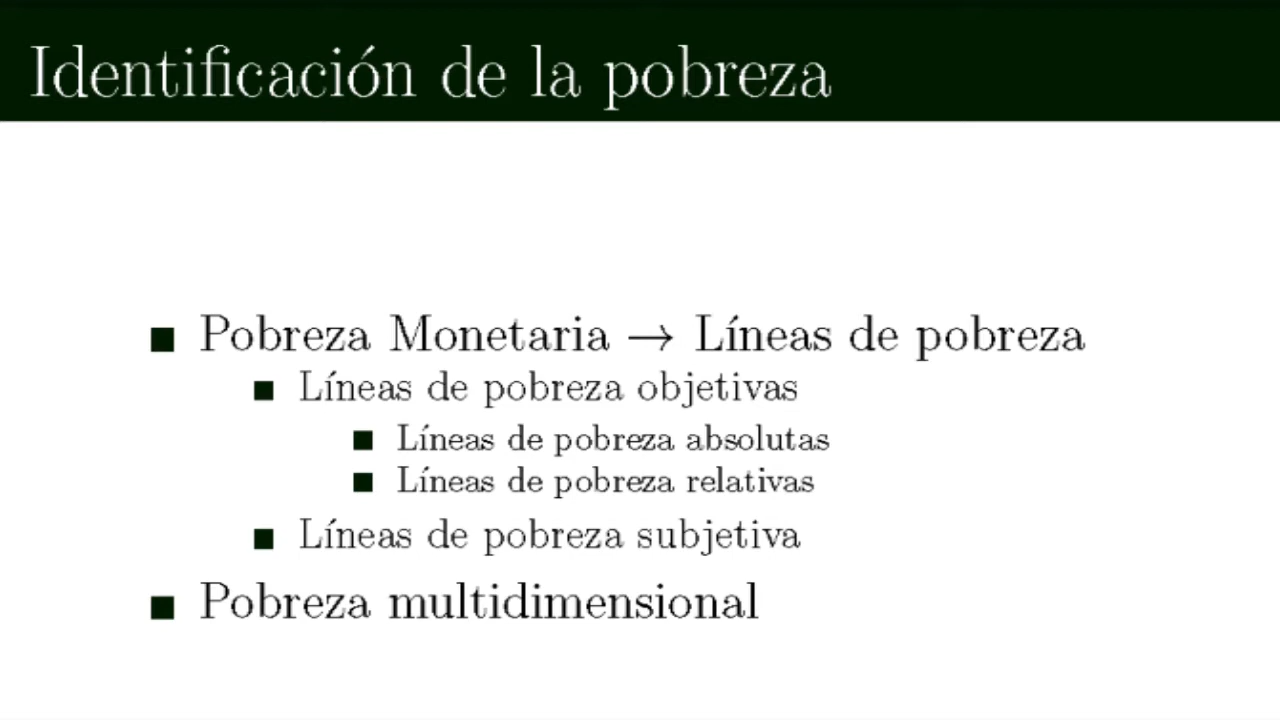 Identificación de la pobreza
Pobreza Monetaria → Líneas de pobreza
Líneas de pobreza objetivas
Líneas de pobreza absolutas
Líneas de pobreza relativas
Líneas de pobreza subjetiva
Pobreza multidimensional